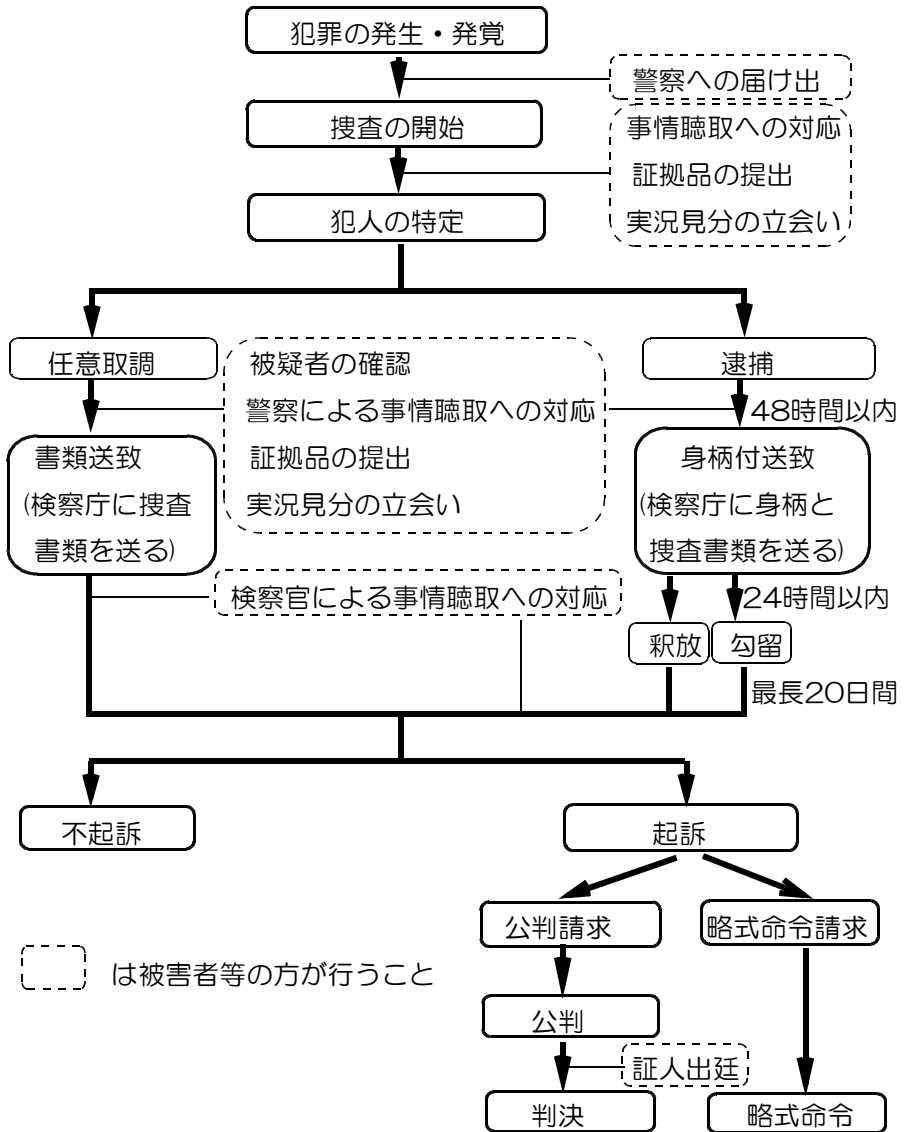 犯罪の発生・発覚
警察への届け出
捜査の開始
事情聴取への対応
証拠品の提出
実況見分の立会い
犯人の特定
任意取調
被疑者の確認
警察による事情聴取への対応
証拠品の提出
実況見分の立会い
逮捕
48時間以内
書類送致
(検察庁に捜査
書類を送る)
身柄付送致
(検察庁に身柄と
捜査書類を送る)
検察官による事情聴取への対応
24時間以内
釈放
勾留
最長20日間
不起訴
起訴
公判請求
略式命令請求
は被害者等の方が行うこと
公判
証人出廷
判決
略式命令